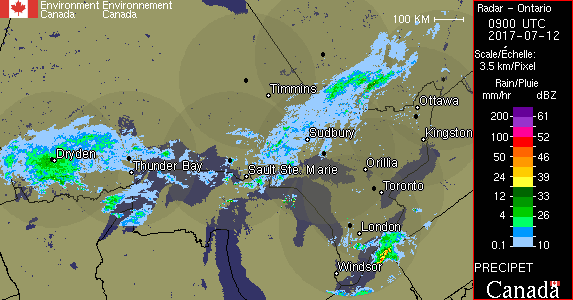 Environment Environnement
Canada Canada
100 KM
Timmins
Ottawa
Sudbury
Kingston
Dryden
Thunder Bay
Sault Ste. Marie
Orillia
Toronto
London
Windsor
Radar - Ontario
0900 UTC
2017-07-12
Scale/Échelle:
3.5 km/Pixel
Rain/Pluie
mm/hr dBZ
200 61
100 52
50 46
24 39
12 33
4 26
0.1 10
PRECIPET
Canada